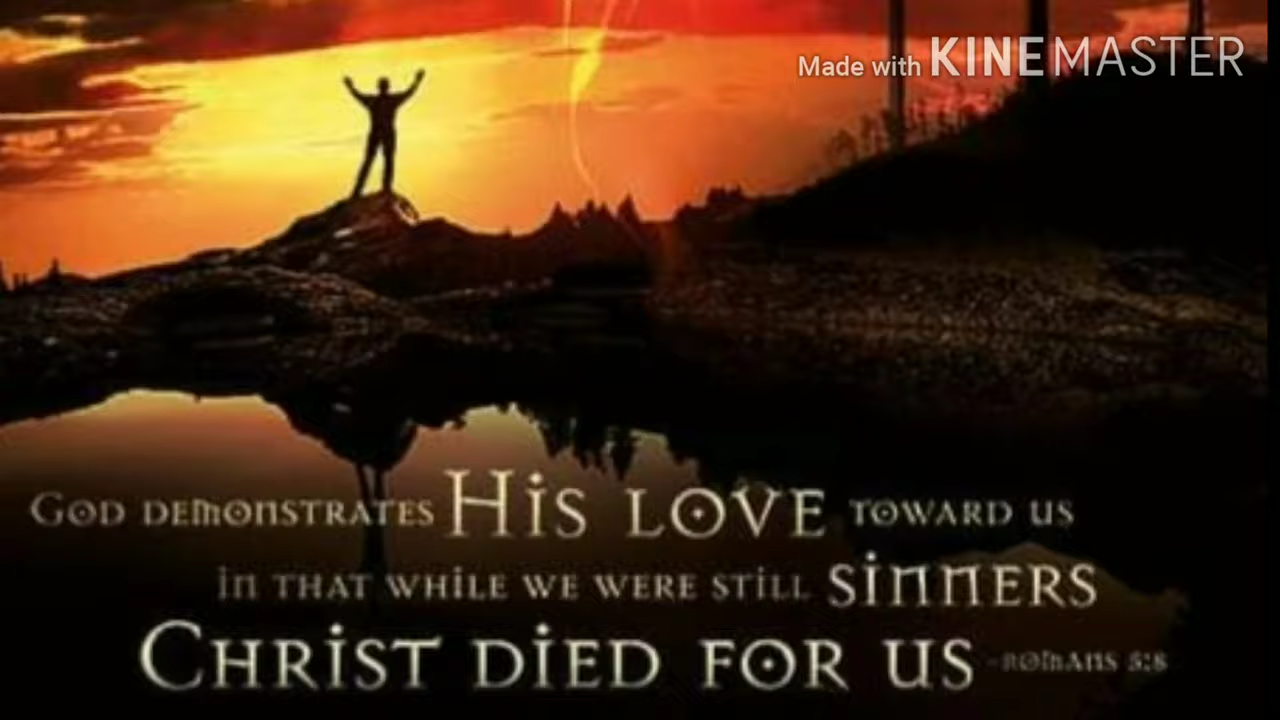 Made with KINEMASTER
GOD DEMONSTRATES HIS LOVE TOWARD US
IN THAT WHILE WE WERE STILL SINNERS
CHRIST DIED FOR US -ROMANS 5:8